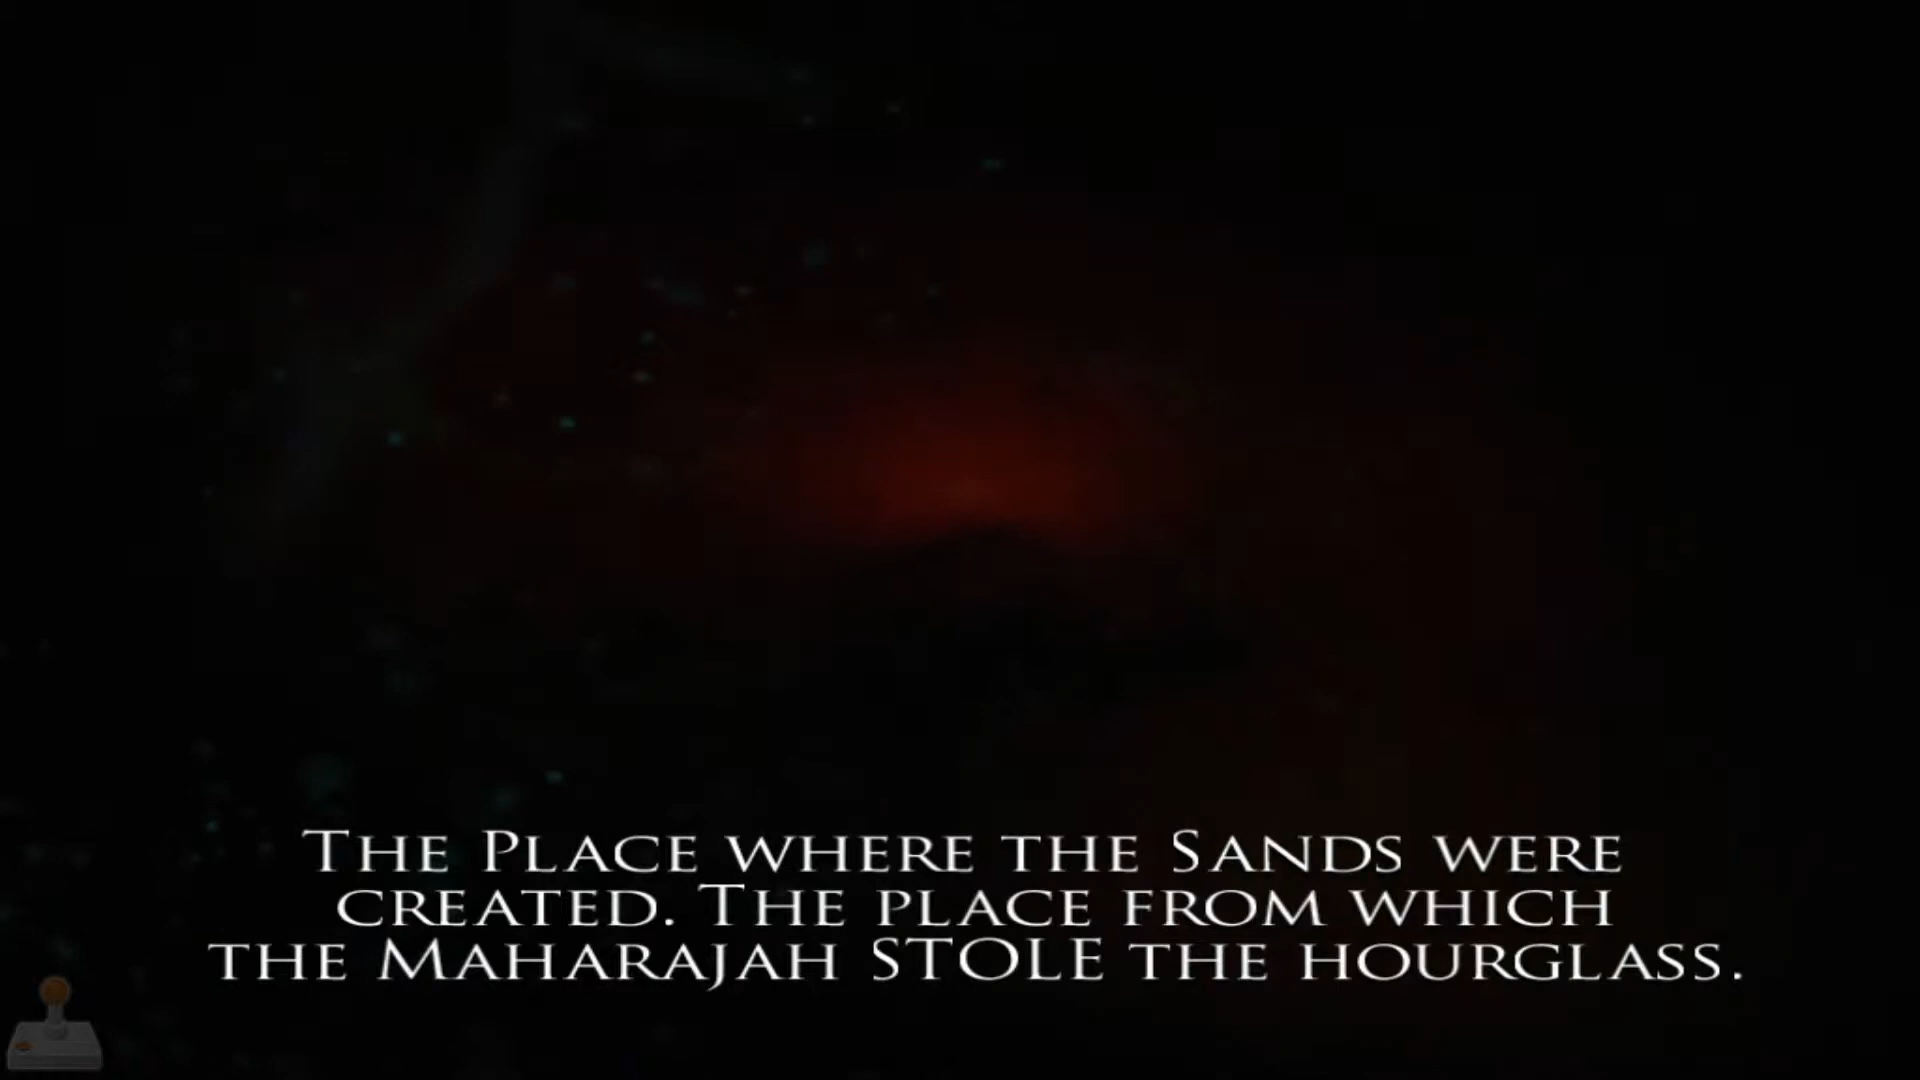 The Place where the Sands were
created. The place from which
the Maharajah STOLE the hourglass.